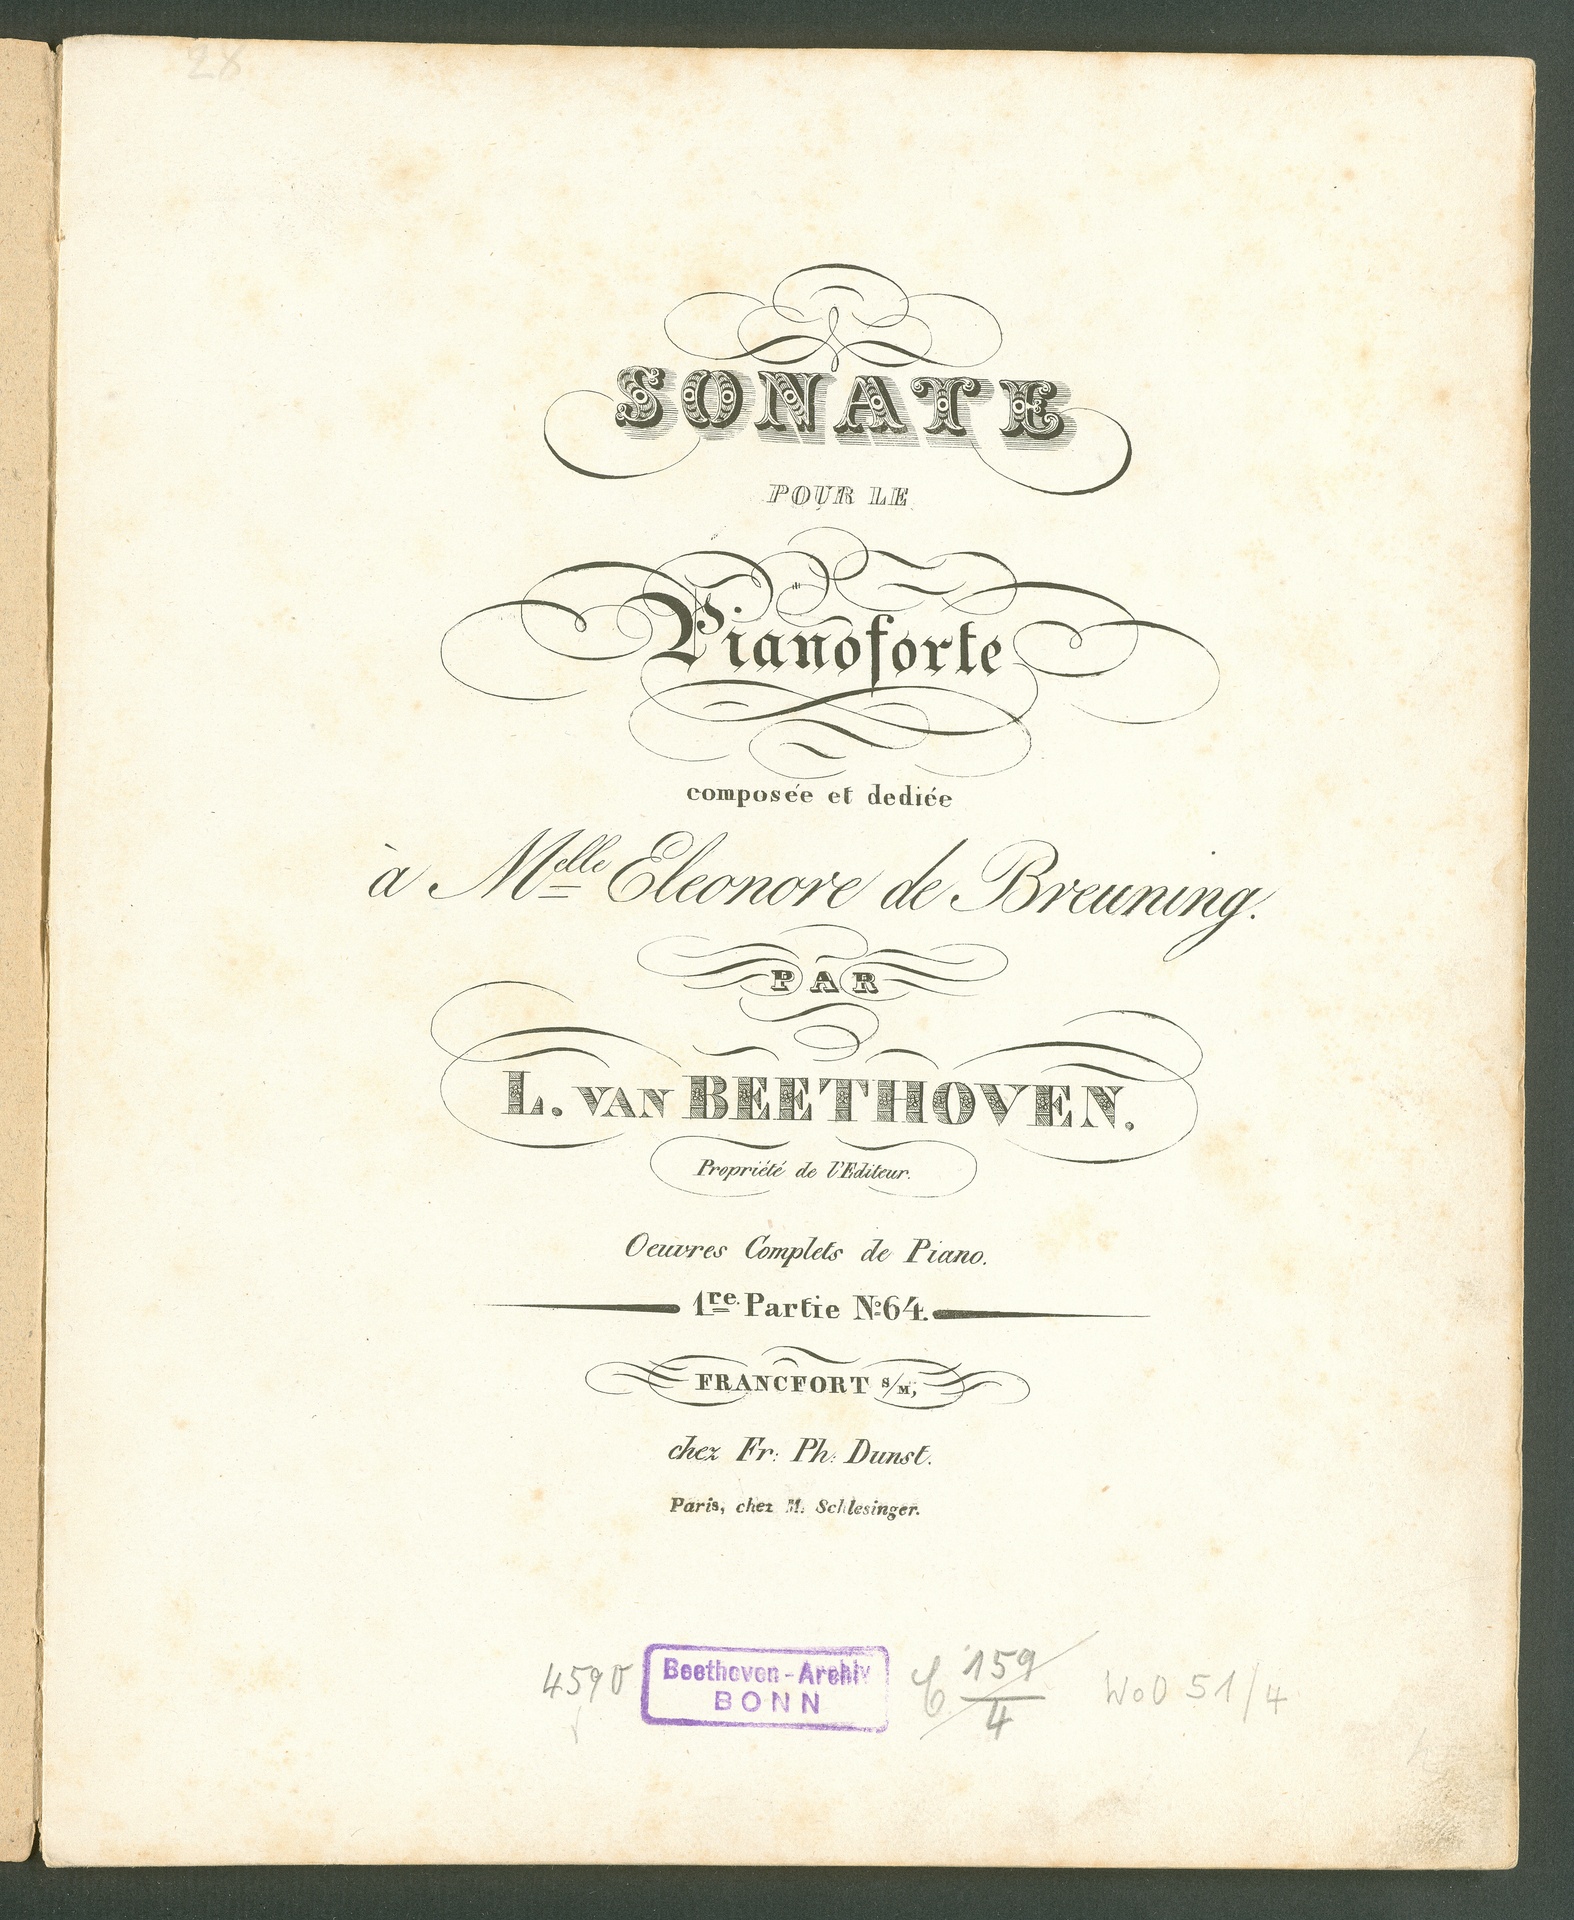 28
SONATE
POUR LE
Pianoforte
composée et dediée
à Melle Eleonore de Breuning.
PAR
L. VAN BEETHOVEN.
Propriété de l'Editeur.
Oeuvres Complets de Piano.
1re. Partie No 64.
FRANCFORT s/M,
chez Fr: Ph: Dunst.
Paris, chez M. Schlesinger.
4590 Beethoven-Archiv C 159/4 WoO 51/4
BONN